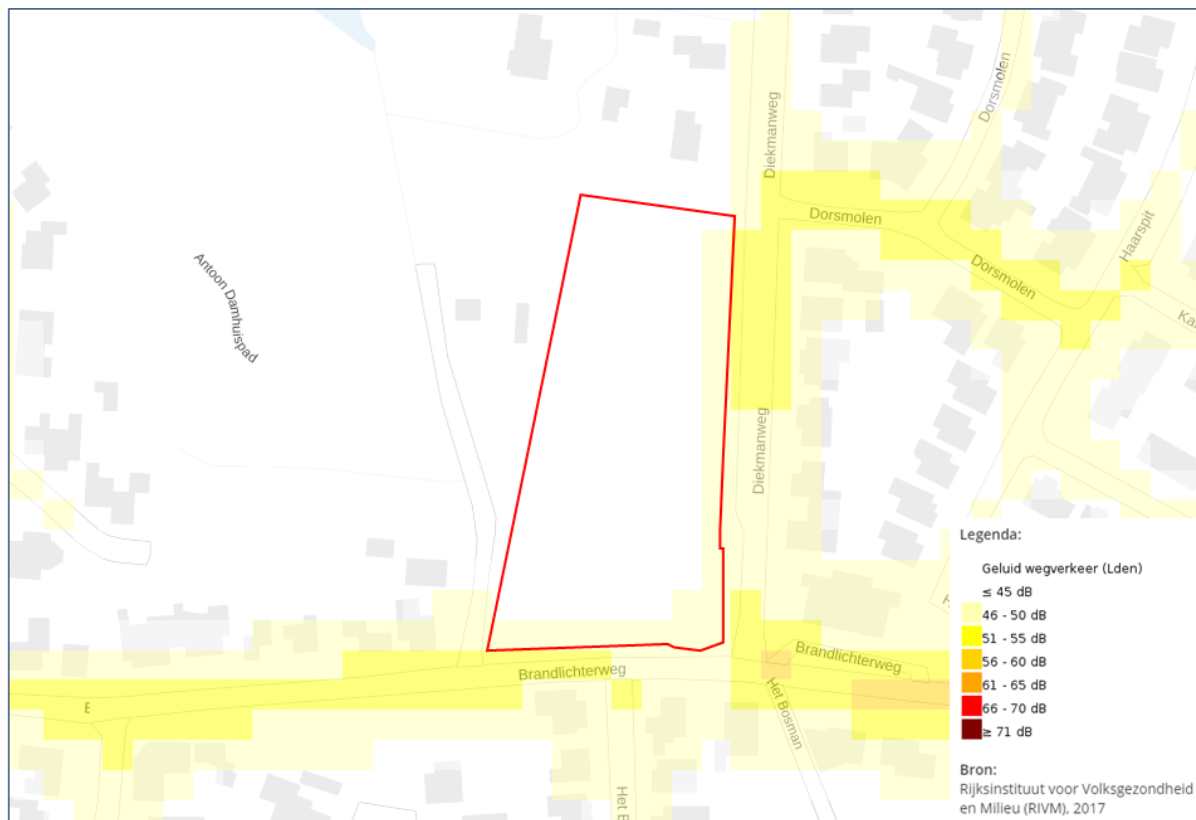 Diekmanweg
Dorsmolen
Dorsmolen
Haarspit
Dorsmolen
Antoon Damhuispad
Diekmanweg
Brandlichterweg
Brandlichterweg
Het Bosman
Legenda:
Geluid wegverkeer (Lden)
≤ 45 dB
46 - 50 dB
51 - 55 dB
56 - 60 dB
61 - 65 dB
66 - 70 dB
≥ 71 dB
Bron:
Rijksinstituut voor Volksgezondheid
en Milieu (RIVM), 2017